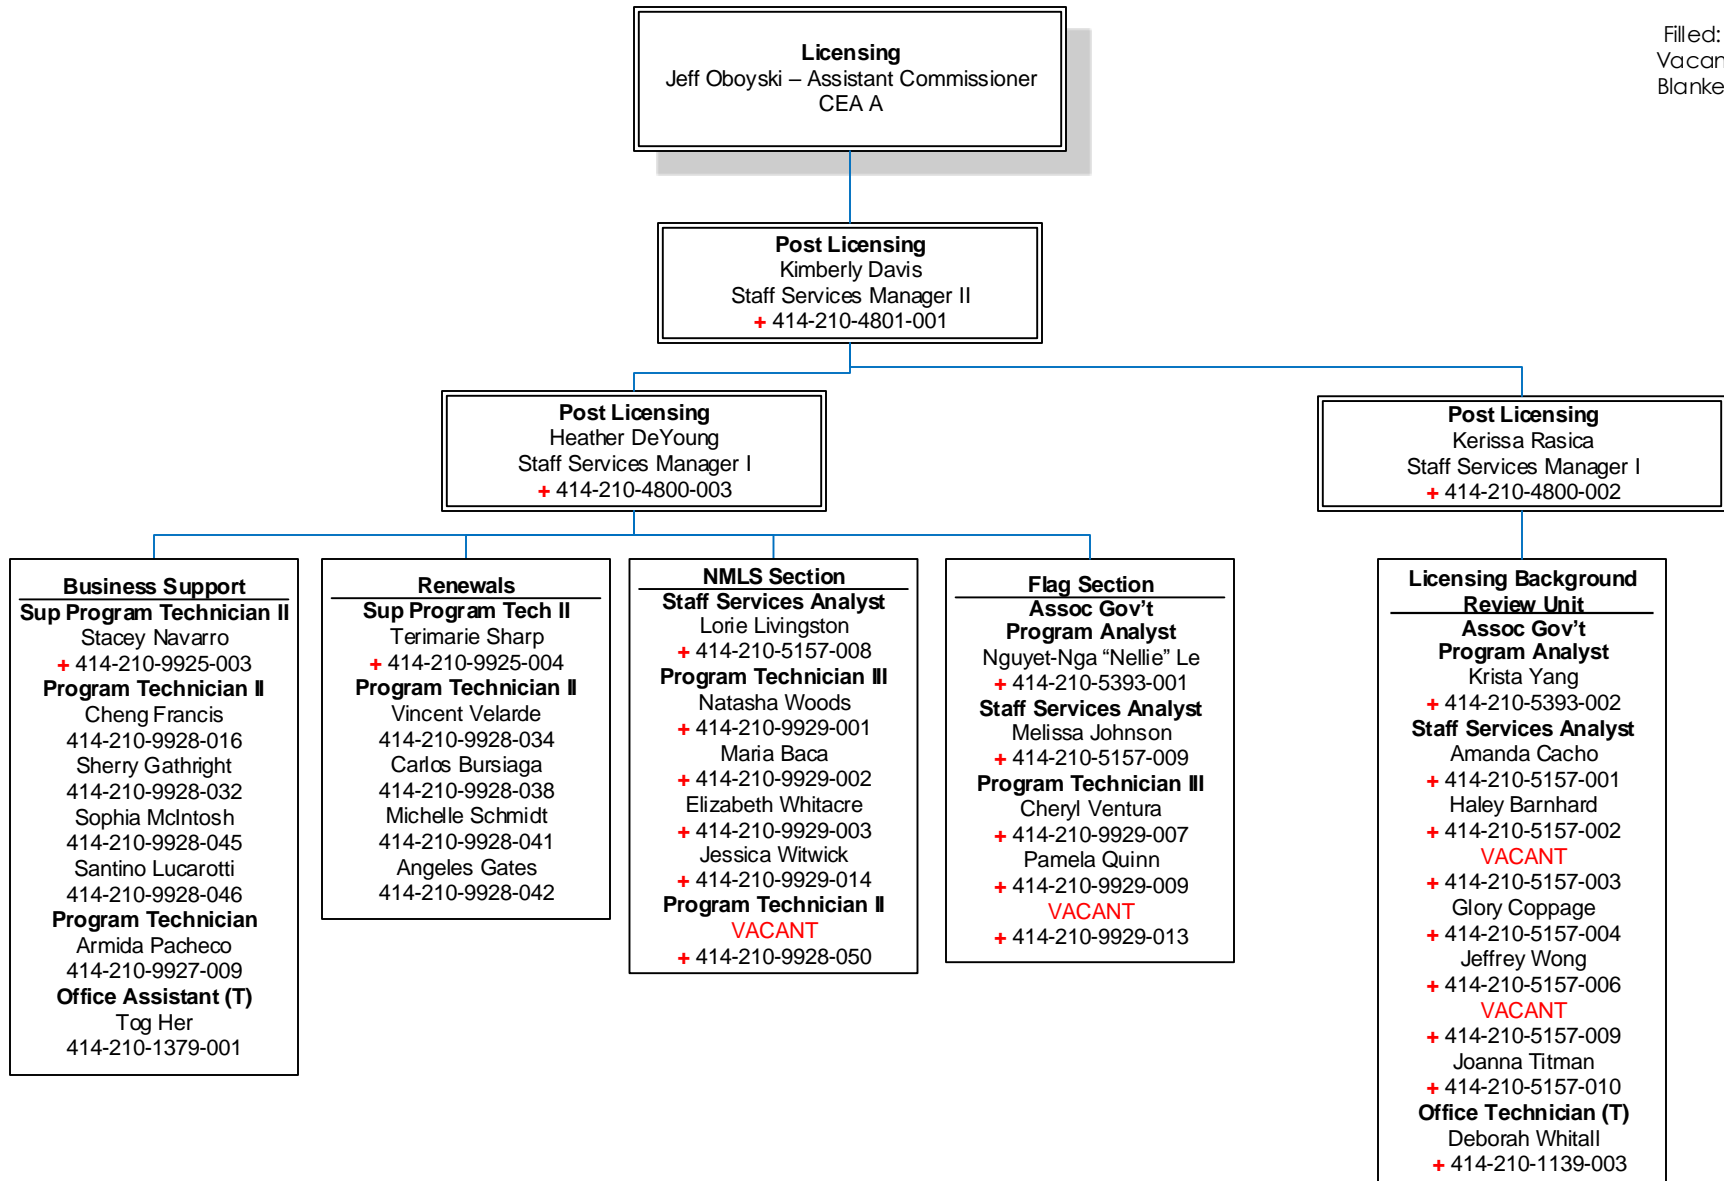 Filled:
Vacan
Blanke
Licensing
Jeff Oboyski – Assistant Commissioner
CEA A
Post Licensing
Kimberly Davis
Staff Services Manager II
+ 414-210-4801-001
Post Licensing
Heather DeYoung
Staff Services Manager I
+ 414-210-4800-003
Post Licensing
Kerissa Rasica
Staff Services Manager I
+ 414-210-4800-002
Business Support
Sup Program Technician II
Stacey Navarro
+ 414-210-9925-003
Program Technician II
Cheng Francis
414-210-9928-016
Sherry Gathright
414-210-9928-032
Sophia McIntosh
414-210-9928-045
Santino Lucarotti
414-210-9928-046
Program Technician
Armida Pacheco
414-210-9927-009
Office Assistant (T)
Tog Her
414-210-1379-001
Renewals
Sup Program Tech II
Terimarie Sharp
+ 414-210-9925-004
Program Technician II
Vincent Velarde
414-210-9928-034
Carlos Bursiaga
414-210-9928-038
Michelle Schmidt
414-210-9928-041
Angeles Gates
414-210-9928-042
NMLS Section
Staff Services Analyst
Lorie Livingston
+ 414-210-5157-008
Program Technician III
Natasha Woods
+ 414-210-9929-001
Maria Baca
+ 414-210-9929-002
Elizabeth Whitacre
+ 414-210-9929-003
Jessica Witwick
+ 414-210-9929-014
Program Technician II
VACANT
+ 414-210-9928-050
Flag Section
Assoc Gov’t
Program Analyst
Nguyet-Nga “Nellie” Le
+ 414-210-5393-001
Staff Services Analyst
Melissa Johnson
+ 414-210-5157-009
Program Technician III
Cheryl Ventura
+ 414-210-9929-007
Pamela Quinn
+ 414-210-9929-009
VACANT
+ 414-210-9929-013
Licensing Background
Review Unit
Assoc Gov’t
Program Analyst
Krista Yang
+ 414-210-5393-002
Staff Services Analyst
Amanda Cacho
+ 414-210-5157-001
Haley Barnhard
+ 414-210-5157-002
VACANT
+ 414-210-5157-003
Glory Coppage
+ 414-210-5157-004
Jeffrey Wong
+ 414-210-5157-006
VACANT
+ 414-210-5157-009
Joanna Titman
+ 414-210-5157-010
Office Technician (T)
Deborah Whitall
+ 414-210-1139-003